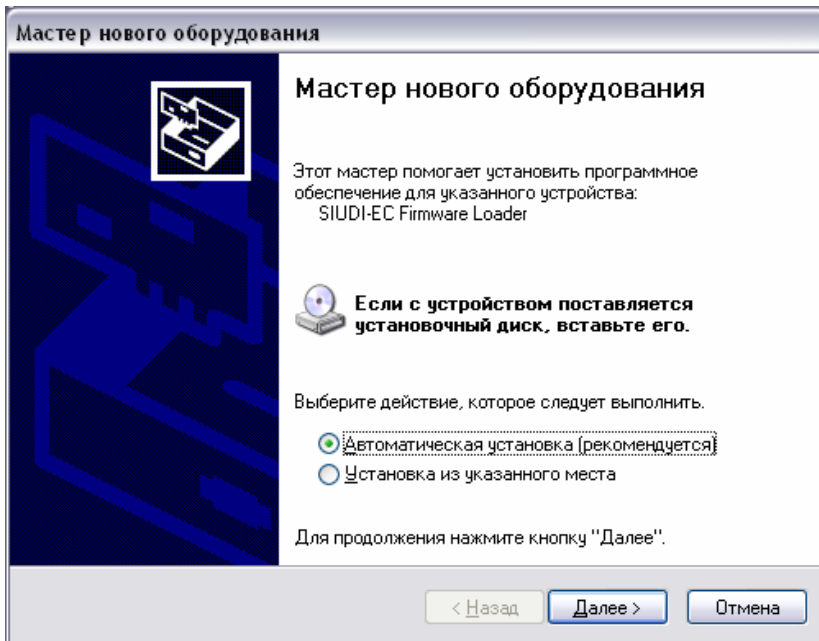 Мастер нового оборудования
Мастер нового оборудования
Этот мастер помогает установить программное
обеспечение для указанного устройства:
SIUDI-EC Firmware Loader
Если с устройством поставляется
установочный диск, вставьте его.
Выберите действие, которое следует выполнить.
Автоматическая установка (рекомендуется)
Установка из указанного места
Для продолжения нажмите кнопку "Далее".
< Назад Далее > Отмена